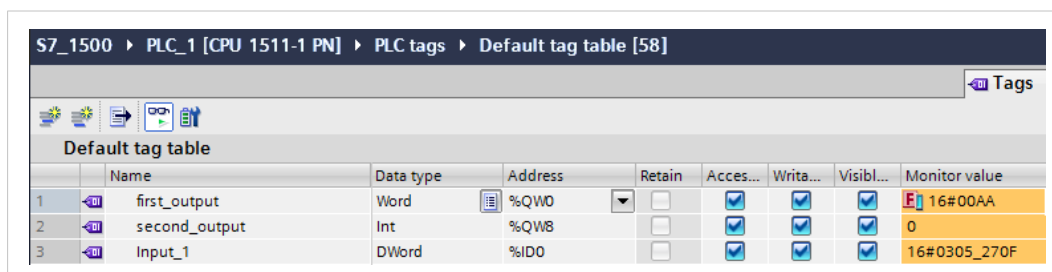 S7_1500 ▸ PLC_1 [CPU 1511-1 PN] ▸ PLC tags ▸ Default tag table [58]
Tags
Default tag table
Name Data type Address Retain Acces... Writa... Visibl... Monitor value
1 first_output Word %QW0 F 16#00AA
2 second_output Int %QW8 0
3 Input_1 DWord %ID0 16#0305_270F